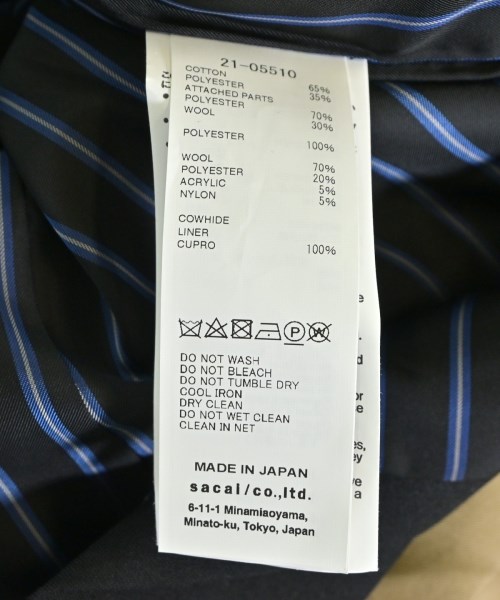 21-05510
COTTON 65%
POLYESTER 35%
ATTACHED PARTS
POLYESTER 70%
WOOL 30%
POLYESTER 100%
WOOL 70%
POLYESTER 20%
ACRYLIC 5%
NYLON 5%
COWHIDE
LINER
CUPRO 100%
P
W
DO NOT WASH
DO NOT BLEACH
DO NOT TUMBLE DRY
COOL IRON
DRY CLEAN
DO NOT WET CLEAN
CLEAN IN NET
MADE IN JAPAN
sacai/co.,ltd.
6-11-1 Minamiaoyama,
Minato-ku, Tokyo, Japan